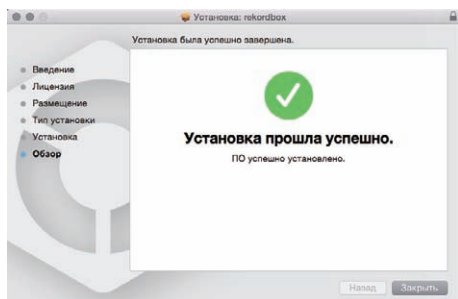 Установка: rekordbox
Установка была успешно завершена.
Введение
Лицензия
Размещение
Тип установки
Установка
Обзор
Установка прошла успешно.
ПО успешно установлено.
Назад
Закрыть